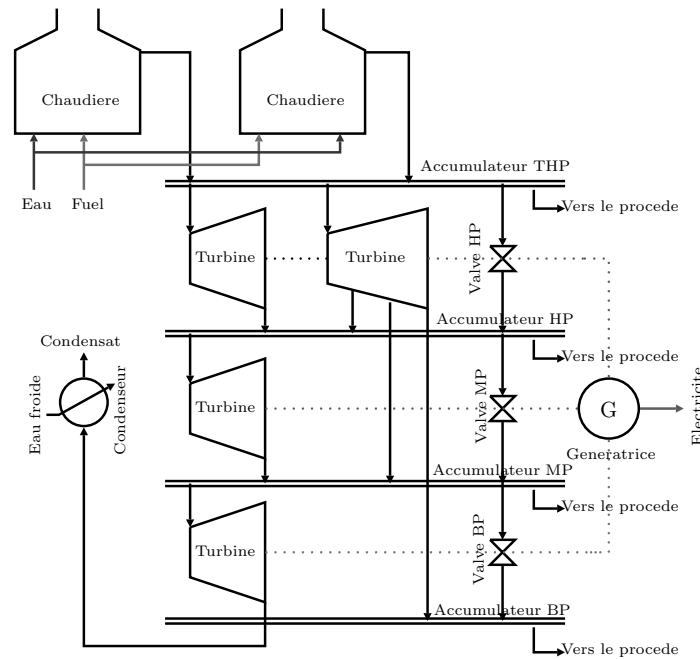 Chaudiere
Chaudiere
Accumulateur THP
Eau
Fuel
Vers le procede
Turbine
Turbine
Valve HP
Accumulateur HP
Condensat
Vers le procede
Eau froide
Condenseur
Turbine
Valve MP
G
Electricite
Generatrice
Accumulateur MP
Vers le procede
Turbine
Valve BP
Accumulateur BP
Vers le procede